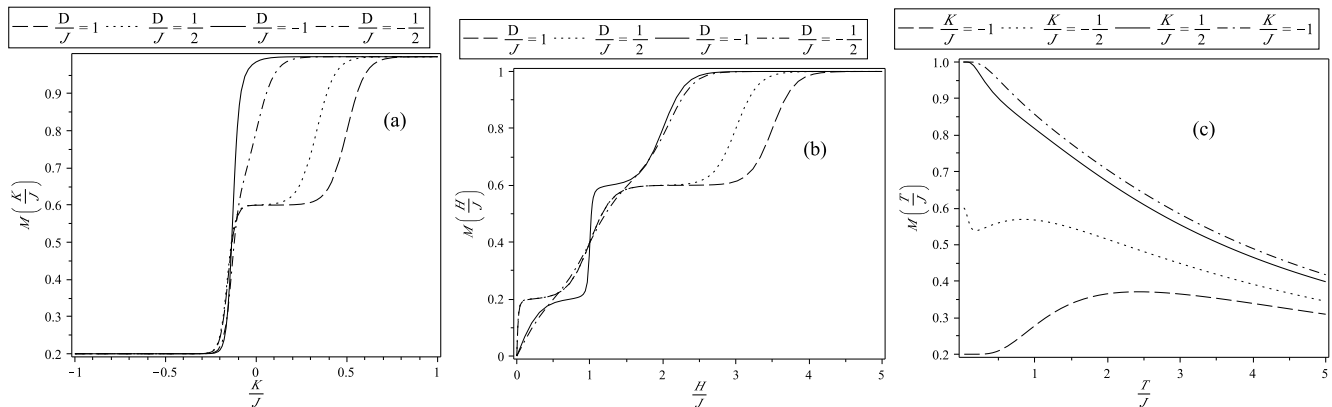 D/J = 1 D/J = 1/2 D/J = −1 D/J = −1/2
M(K/J)
0.9
0.8
0.7
0.6
0.5
0.4
0.3
0.2
(a)
−1 −0.5 0 0.5 1
K/J
D/J = 1 D/J = 1/2 D/J = −1 D/J = −1/2
M(H/J)
1
0.8
0.6
0.4
0.2
0
(b)
0 1 2 3 4 5
H/J
K/J = −1 K/J = −1/2 K/J = 1/2 K/J = −1
M(T/J)
1.0
0.9
0.8
0.7
0.6
0.5
0.4
0.3
0.2
(c)
1 2 3 4 5
T/J